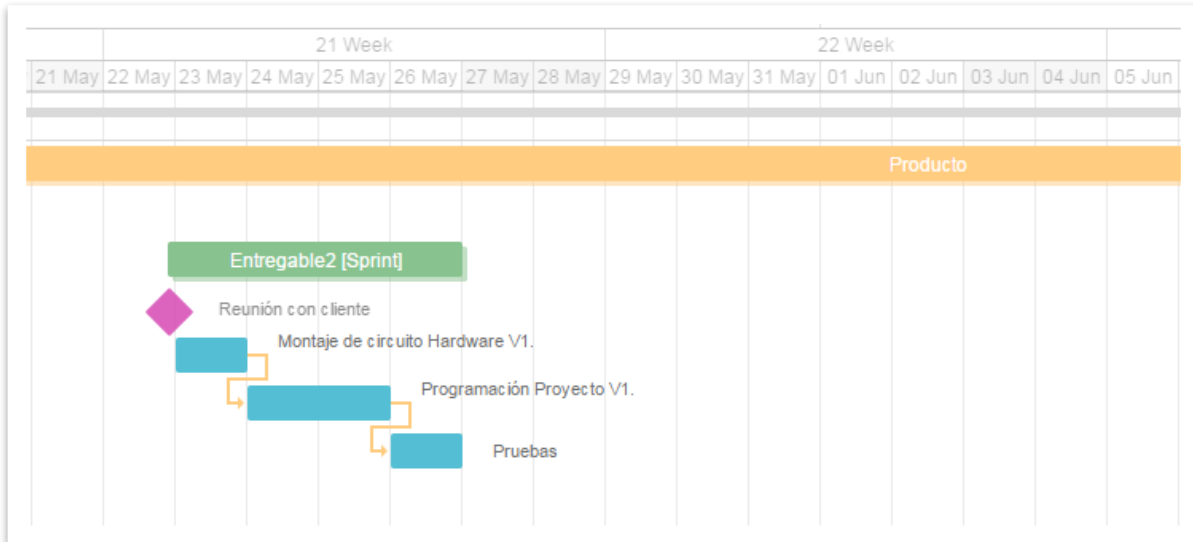 21 Week 22 Week
21 May 22 May 23 May 24 May 25 May 26 May 27 May 28 May 29 May 30 May 31 May 01 Jun 02 Jun 03 Jun 04 Jun 05 Jun
Producto
Entregable2 [Sprint]
Reunión con cliente
Montaje de circuito Hardware V1.
Programación Proyecto V1.
Pruebas